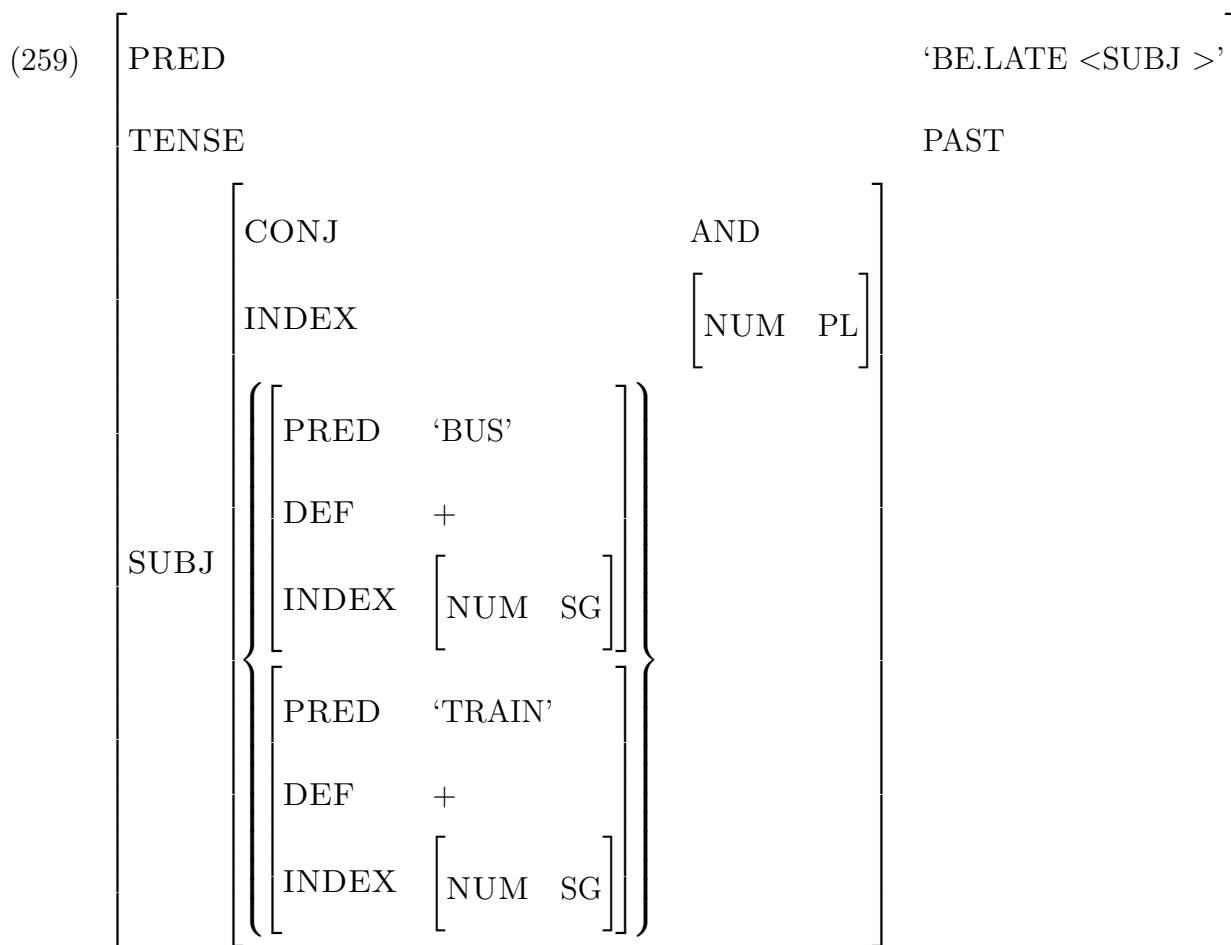 (259) PRED ‘BE.LATE <SUBJ >’
TENSE PAST
CONJ AND
INDEX NUM PL
PRED ‘BUS’
DEF +
SUBJ
INDEX NUM SG
PRED ‘TRAIN’
DEF +
INDEX NUM SG